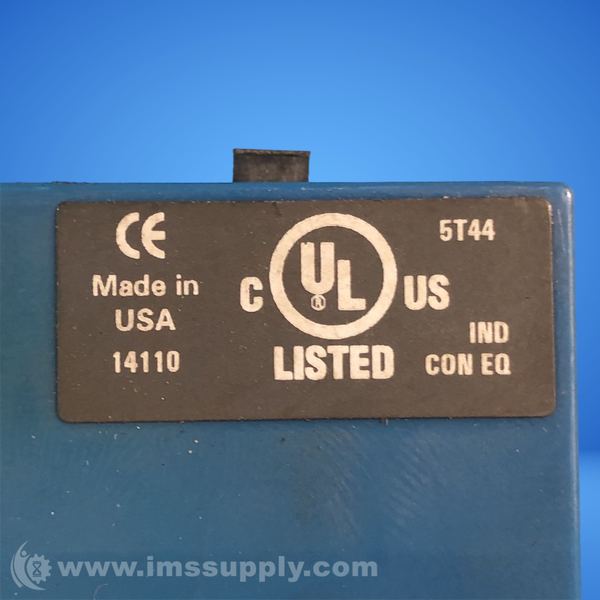 CE
Made in
USA
14110
C UL US
®
LISTED
5T44
IND
CON EQ
www.imssupply.com